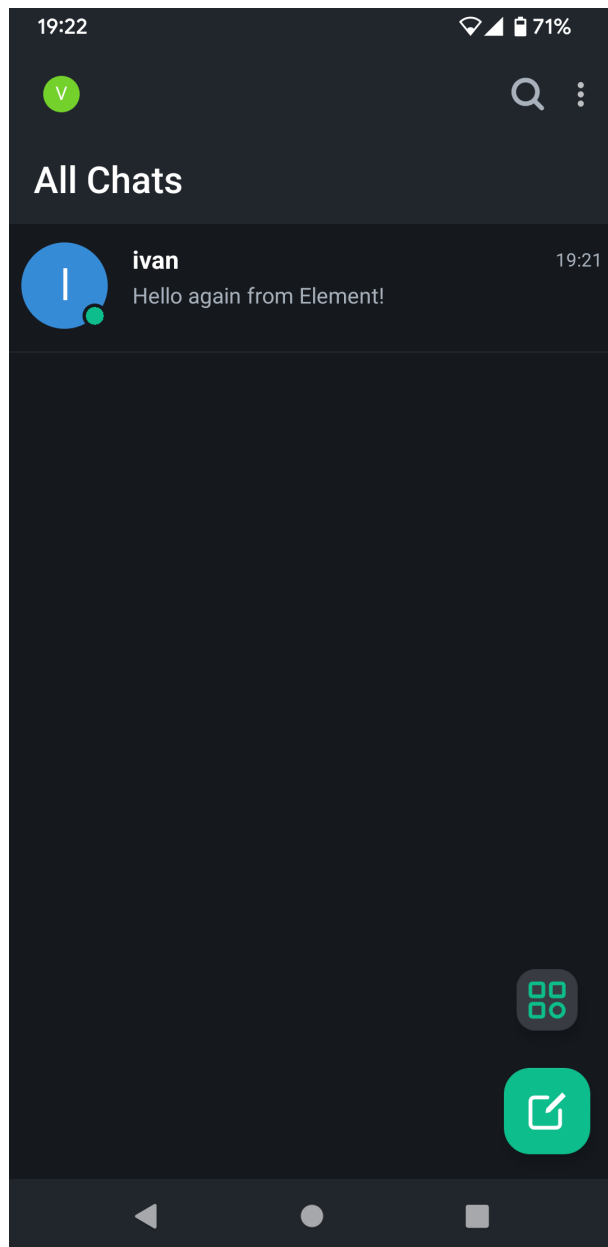 19:22
71%
V
All Chats
I
ivan
19:21
Hello again from Element!